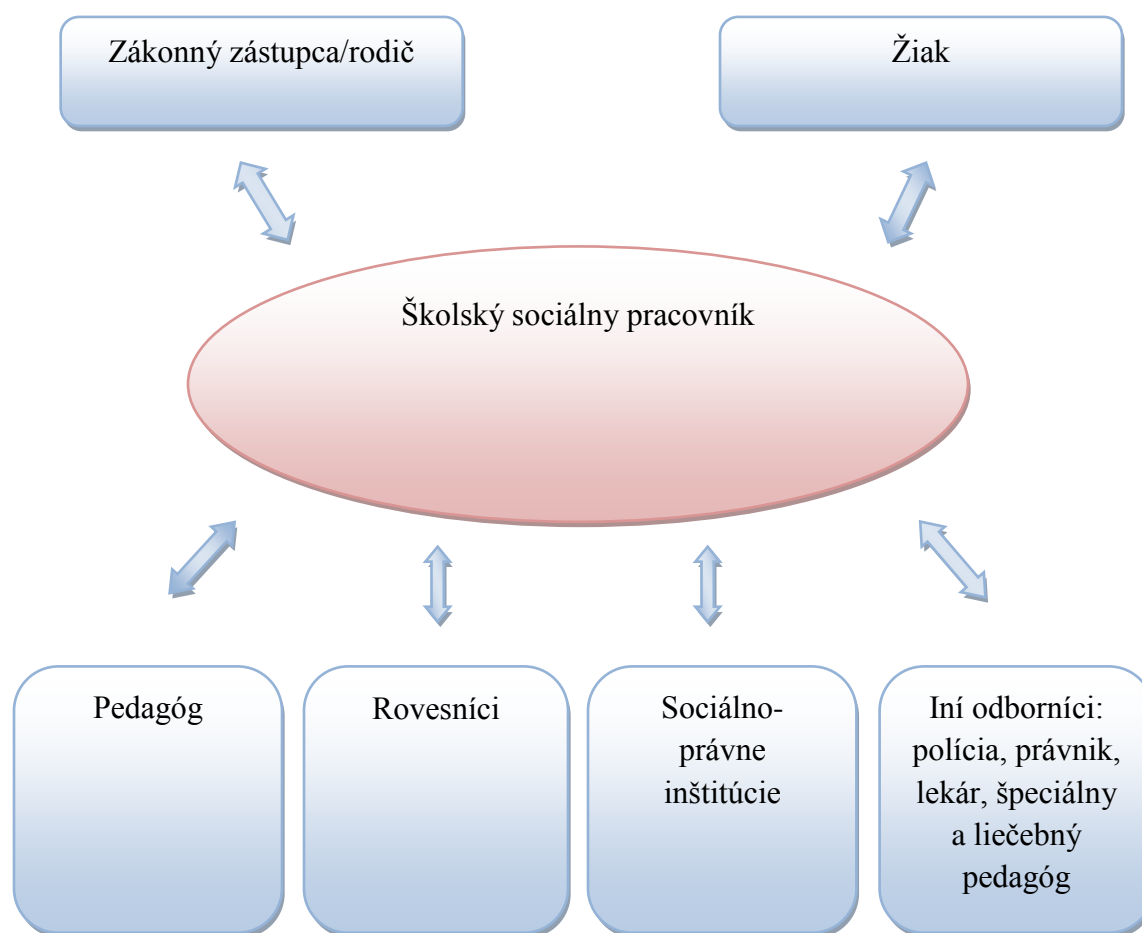 Zákonný zástupca/rodič
Žiak
Školský sociálny pracovník
Pedagóg
Rovesníci
Sociálno-
právne
inštitúcie
Iní odborníci:
polícia, právnik,
lekár, špeciálny
a liečebný
pedagóg